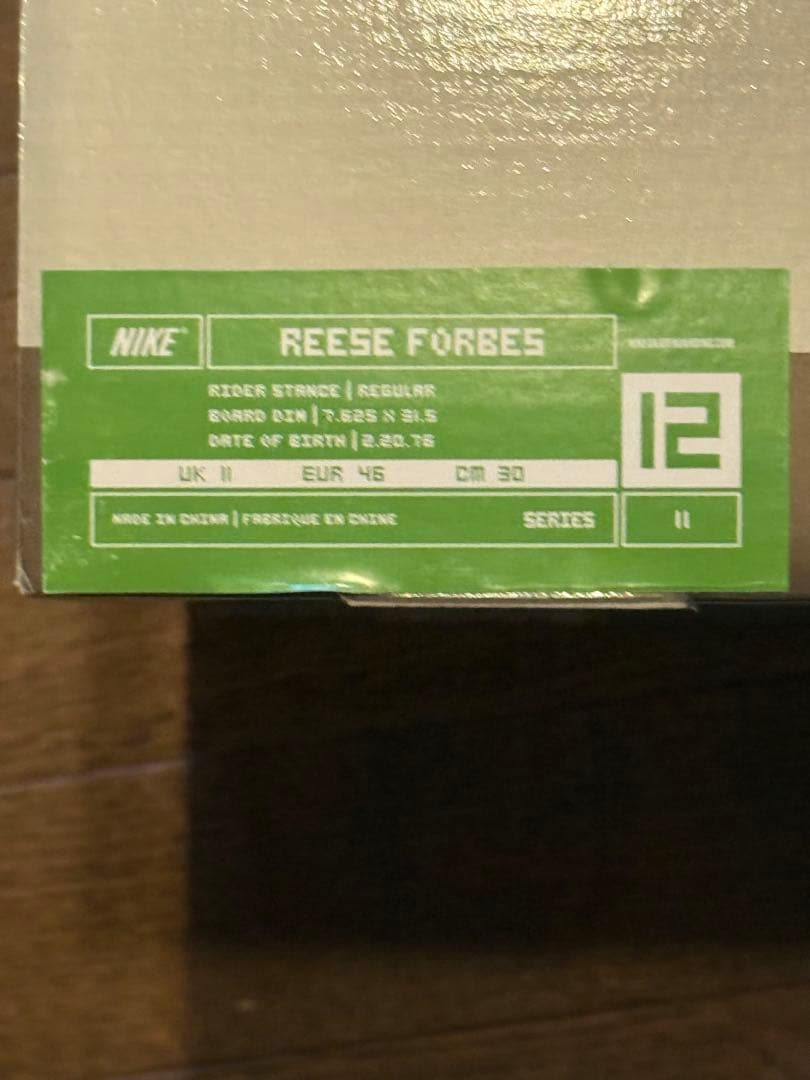 NIKE REESE FORBES
RIDER STANCE | REGULAR
BOARD DIM | 7.625 X 31.5
DATE OF BIRTH | 2.20.76
12
UK 11 EUR 46 CM 30
MADE IN CHINA | FABRIQUE EN CHINE SERIES 11